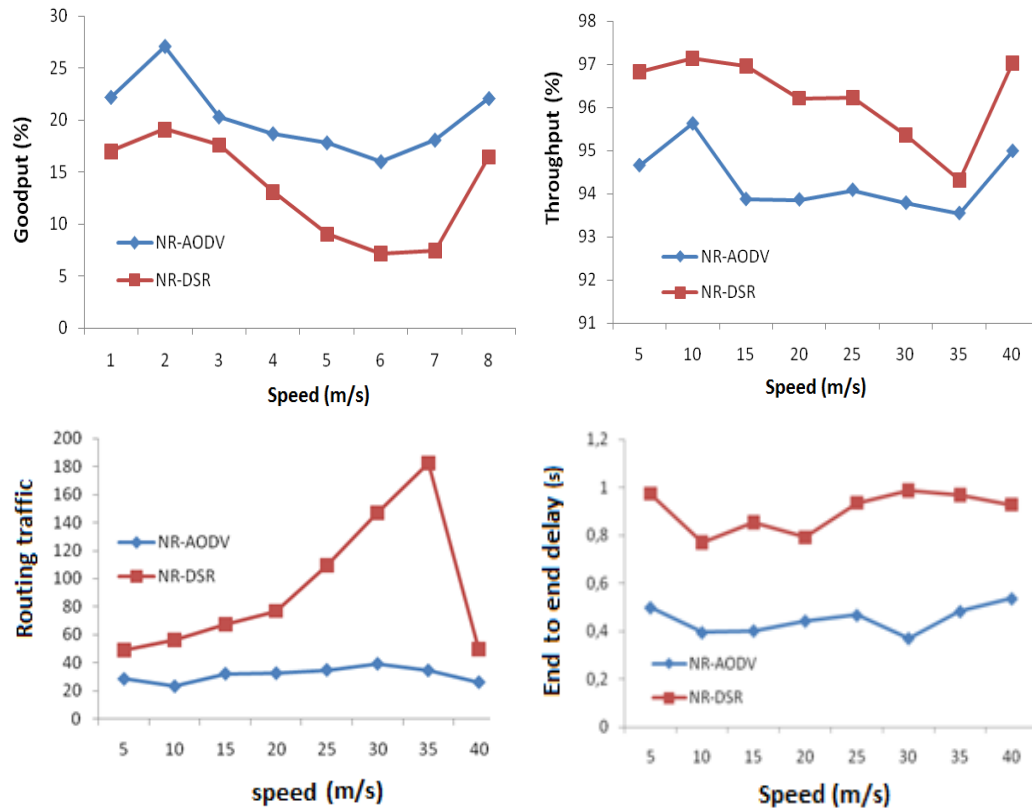 Goodput (%)
30
25
20
15
10
5
0
NR-AODV
NR-DSR
1 2 3 4 5 6 7 8
Speed (m/s)
Throughput (%)
98
97
96
95
94
93
92
91
NR-AODV
NR-DSR
5 10 15 20 25 30 35 40
Speed (m/s)
Routing traffic
200
180
160
140
120
100
80
60
40
20
0
NR-AODV
NR-DSR
5 10 15 20 25 30 35 40
speed (m/s)
End to end delay (s)
1,2
1
0,8
0,6
0,4
0,2
0
NR-AODV
NR-DSR
5 10 15 20 25 30 35 40
Speed (m/s)